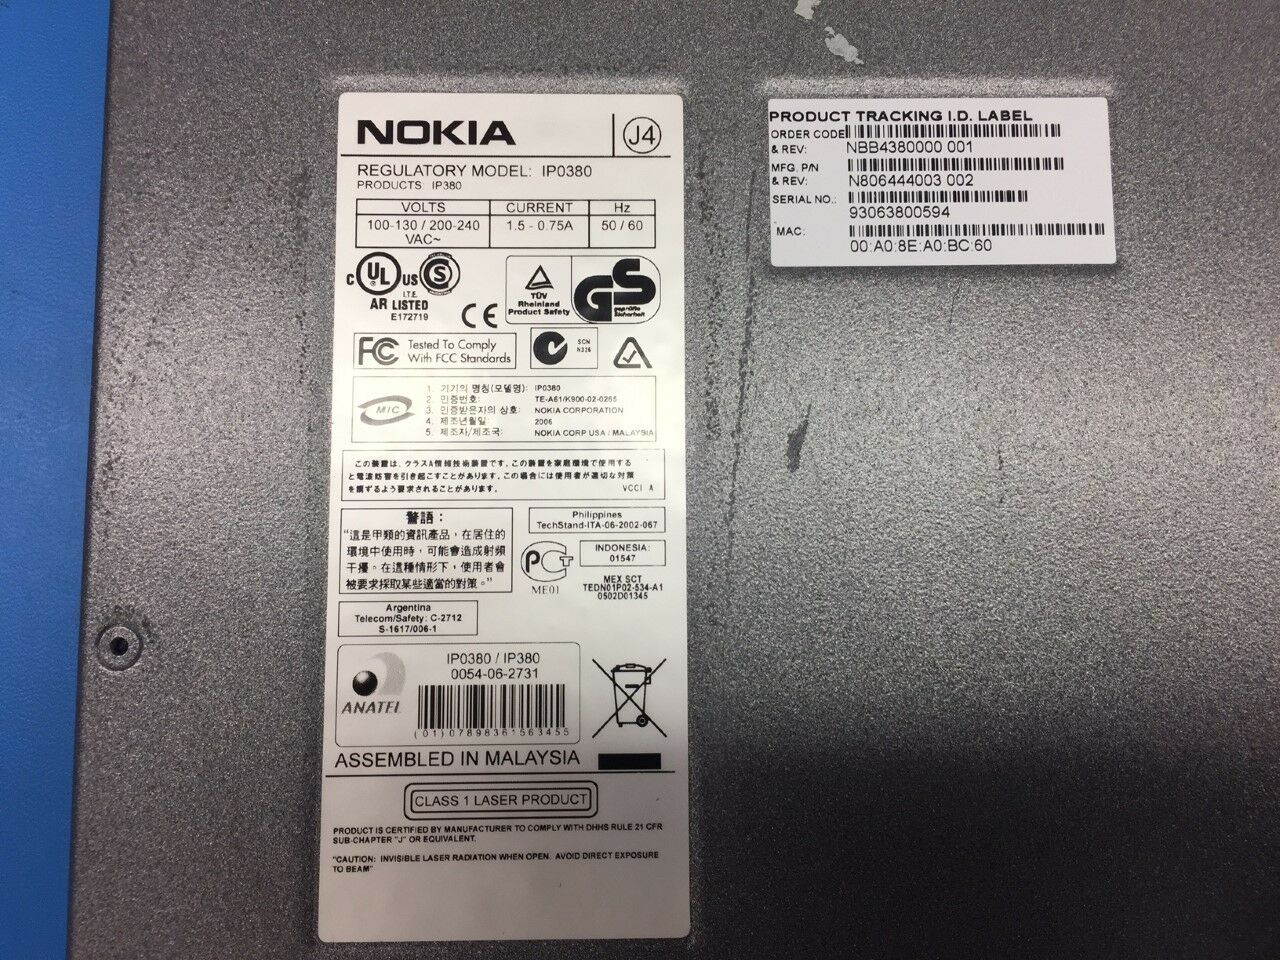 NOKIA
J4
REGULATORY MODEL: IP0380
PRODUCTS: IP380
VOLTS CURRENT Hz
100-130 / 200-240 VAC~ 1.5 - 0.75A 50 / 60
c UL US
I.T.E.
AR LISTED
E172719
S
CE
TÜV
Rheinland
Product Safety
GS
geprüfte
Sicherheit
FC Tested To Comply
With FCC Standards
SCN
N326
MIC
1. 기기의 명칭(모델명): IP0380
2. 인증번호: TE-A61/K900-02-0265
3. 인증받은자의 상호: NOKIA CORPORATION
4. 제조년월일 2006
5. 제조자/제조국: NOKIA CORP USA / MALAYSIA
この装置は、クラスA情報技術装置です。この装置を家庭環境で使用する
と電波妨害を引き起こすことがあります。この場合には使用者が適切な対策
を講ずるよう要求されることがあります。 VCCI A
警語：
"這是甲類的資訊產品，在居住的
環境中使用時，可能會造成射頻
干擾。在這種情形下，使用者會
被要求採取某些適當的對策。"
Philippines
TechStand-ITA-06-2002-067
PCT
ME01
INDONESIA:
01547
MEX SCT
TEDN01P02-534-A1
0502D01345
Argentina
Telecom/Safety: C-2712
S-1617/006-1
ANATEL
IP0380 / IP380
0054-06-2731
(01)07898361563455
ASSEMBLED IN MALAYSIA
CLASS 1 LASER PRODUCT
PRODUCT IS CERTIFIED BY MANUFACTURER TO COMPLY WITH DHHS RULE 21 CFR
SUB-CHAPTER "J" OR EQUIVALENT.
"CAUTION: INVISIBLE LASER RADIATION WHEN OPEN. AVOID DIRECT EXPOSURE
TO BEAM"
PRODUCT TRACKING I.D. LABEL
ORDER CODE
& REV: NBB4380000 001
MFG. P/N
& REV: N806444003 002
SERIAL NO.:
93063800594
MAC:
00:A0:8E:A0:BC:60